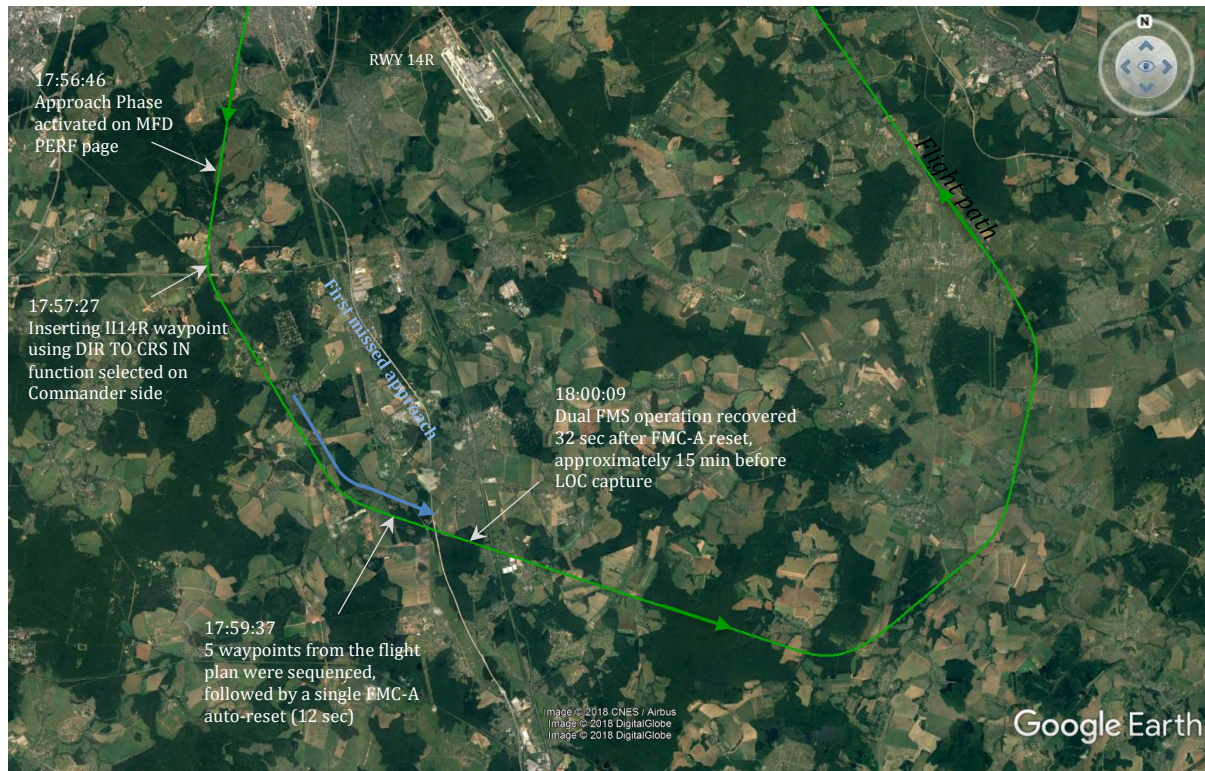 N
RWY 14R
17:56:46
Approach Phase
activated on MFD
PERF page
Flight path
17:57:27
Inserting II14R waypoint
using DIR TO CRS IN
function selected on
Commander side
First missed approach
18:00:09
Dual FMS operation recovered
32 sec after FMC-A reset,
approximately 15 min before
LOC capture
17:59:37
5 waypoints from the flight
plan were sequenced,
followed by a single FMC-A
auto-reset (12 sec)
Image © 2018 CNES / Airbus
Image © 2018 DigitalGlobe
Image © 2018 DigitalGlobe
Google Earth